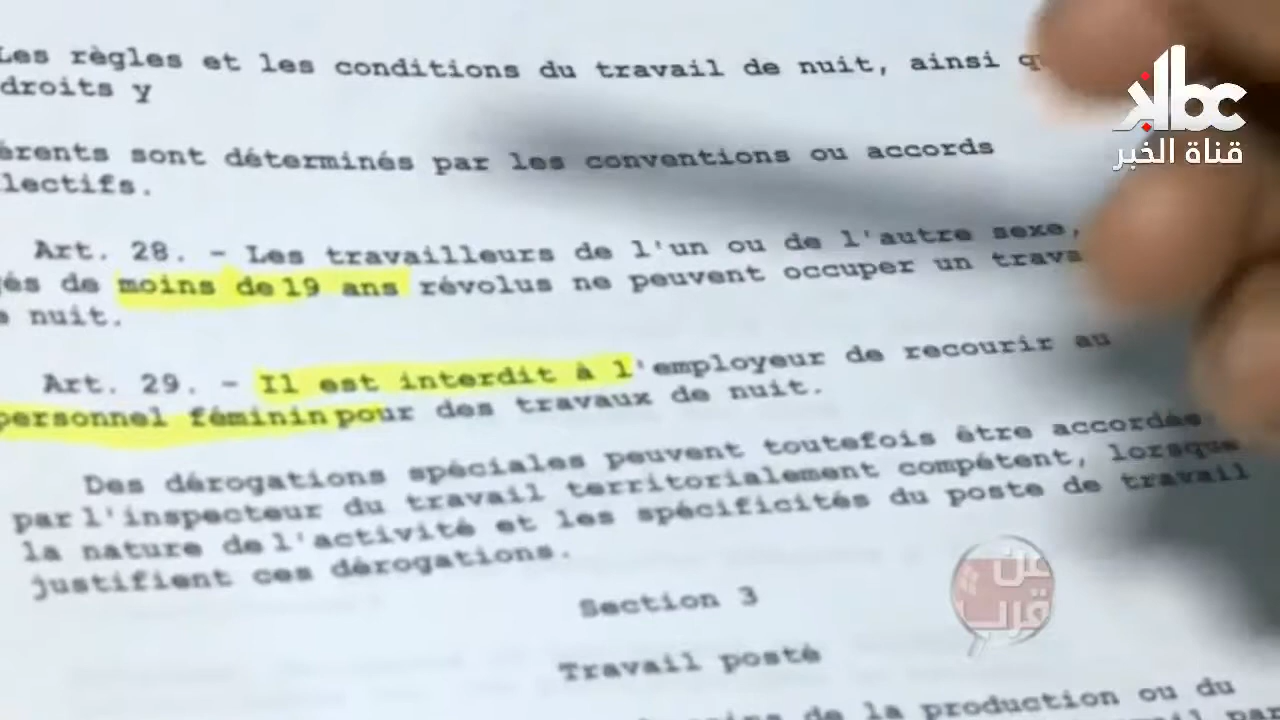 Les règles et les conditions du travail de nuit, ainsi
droits y
érents sont déterminés par les conventions ou accords
lectifs.
Art. 28. - Les travailleurs de l'un ou de l'autre sexe,
és de moins de 19 ans révolus ne peuvent occuper un trava
nuit.
Art. 29. - Il est interdit à l'employeur de recourir au
personnel féminin pour des travaux de nuit.
Des dérogations spéciales peuvent toutefois être accordées
par l'inspecteur du travail territorialement compétent, lorsque
la nature de l'activité et les spécificités du poste de travail
justifient ces dérogations.
Section 3
Travail posté
de la production ou du
kbc
قناة الخبر
عن
قرب